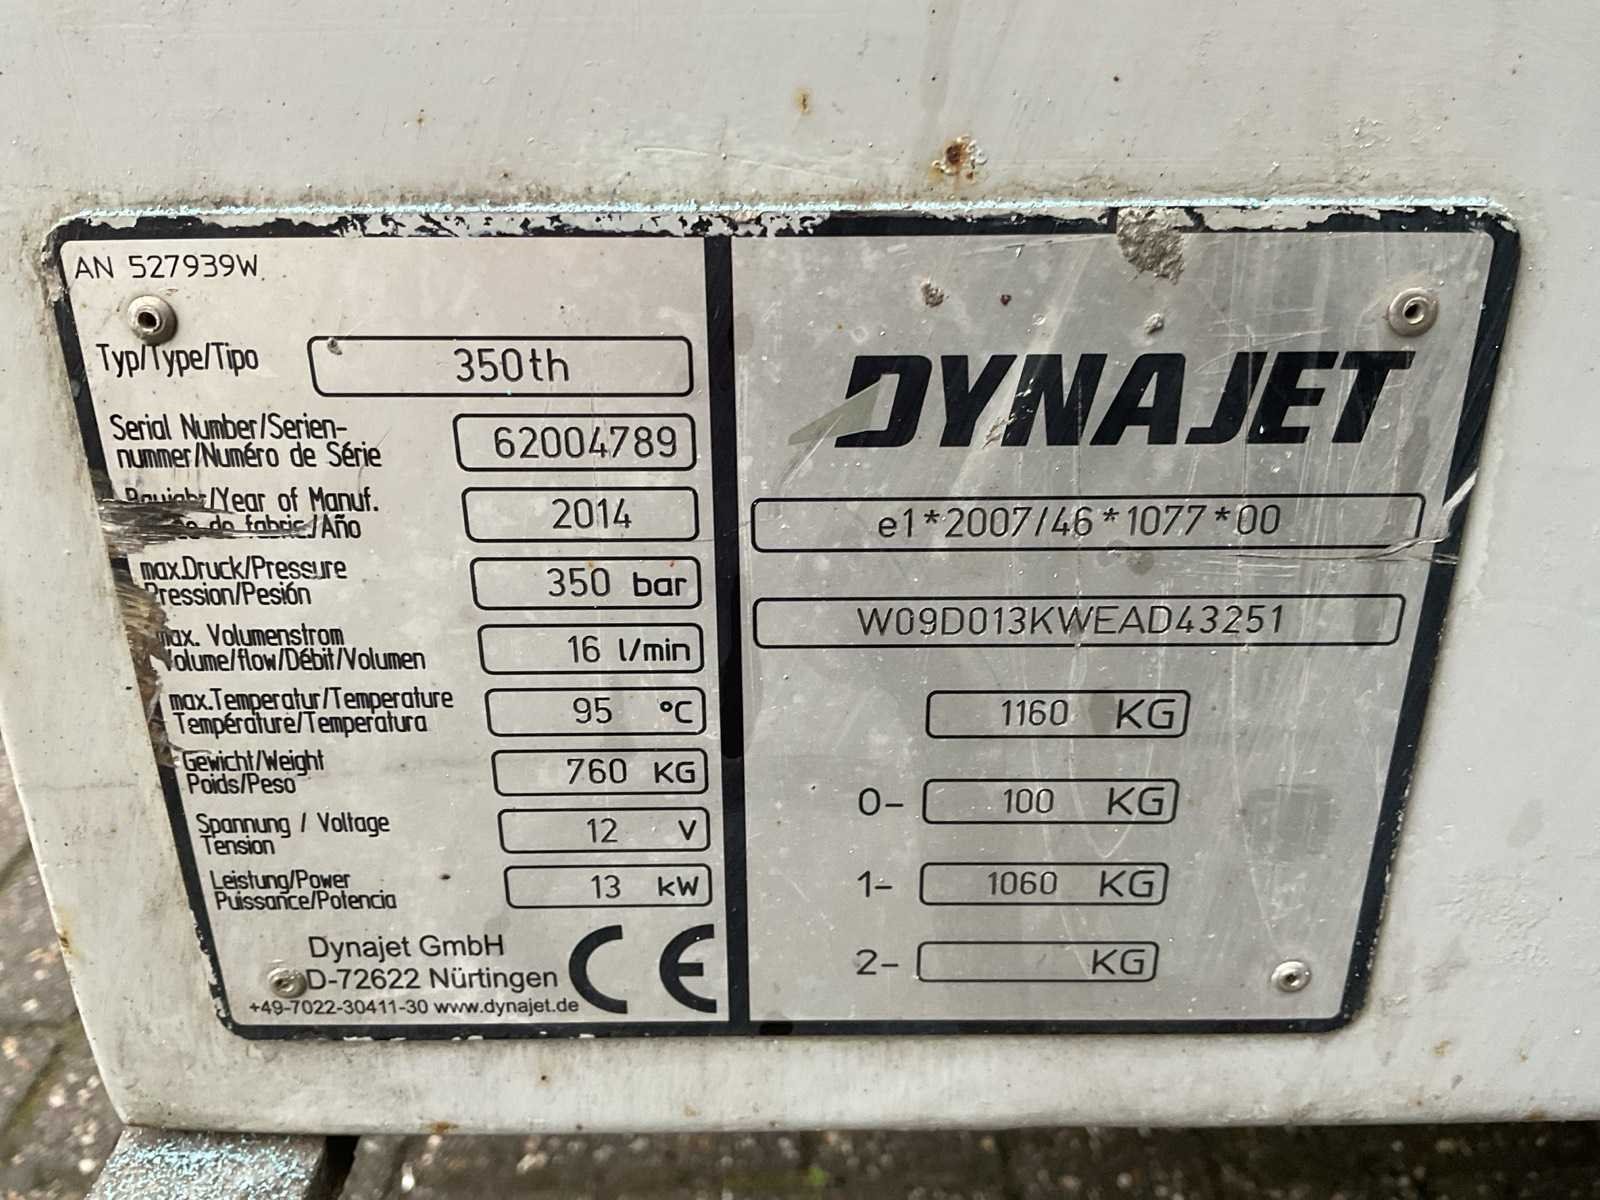 AN 527939W
Typ/Type/Tipo 350th
Serial Number/Serien-
nummer/Numéro de Série 62004789
Baujahr/Year of Manuf. 2014
de fabric./Año
max.Druck/Pressure 350 bar
Pression/Pesión
max. Volumenstrom 16 l/min
Volume/flow/Débit/Volumen
max.Temperatur/Temperature 95 °C
Température/Temperatura
Gewicht/Weight 760 KG
Poids/Peso
Spannung / Voltage 12 V
Tension
Leistung/Power 13 kW
Puissance/Potencia
Dynajet GmbH
D-72622 Nürtingen
+49-7022-30411-30 www.dynajet.de
CE
DYNAJET
e1*2007/46*1077*00
W09D013KWEAD43251
1160 KG
0- 100 KG
1- 1060 KG
2- KG